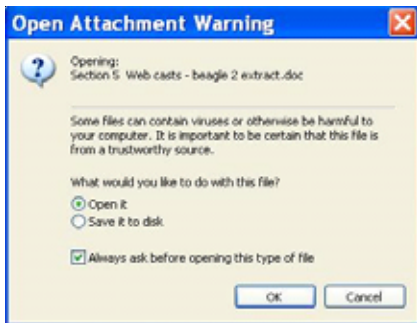 Open Attachment Warning
Opening:
Section 5 Web casts - beagle 2 extract.doc
Some files can contain viruses or otherwise be harmful to
your computer. It is important to be certain that this file is
from a trustworthy source.
What would you like to do with this file?
Open it
Save it to disk
Always ask before opening this type of file
OK
Cancel